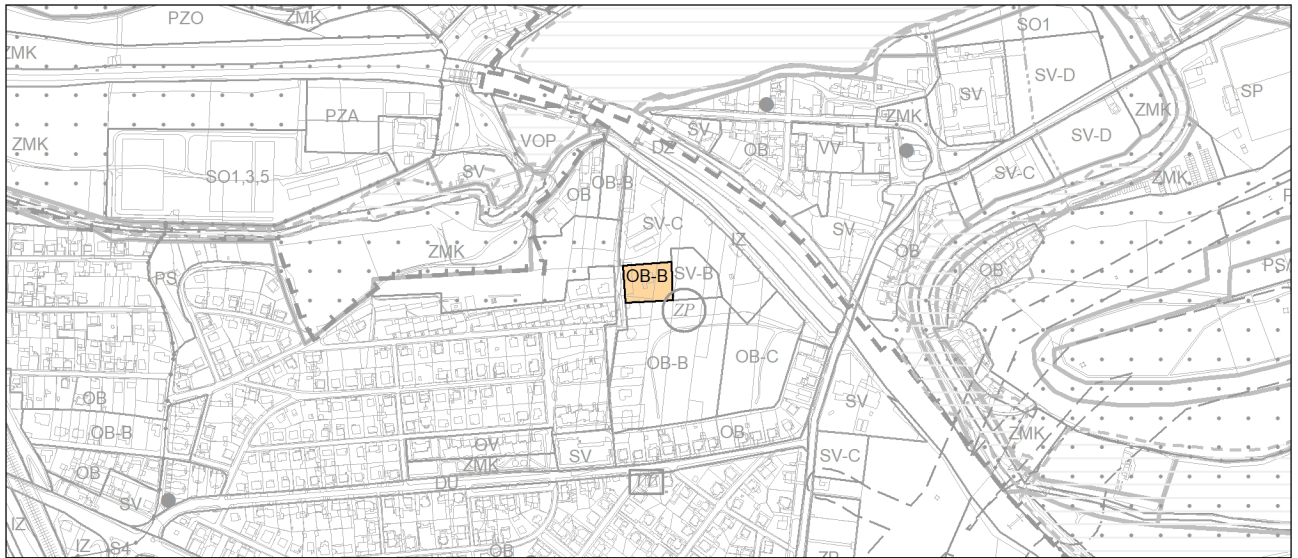 PZO
ZMK
SO1
ZMK
SV-D
SV
SP
PZA
ZMK
ZMK
VOP
SV
DZ
OB
VV
SV-D
ZMK
SO1,3,5
SV
SV-C
ZMK
OB
OB-B
SV-C
IZ
SV
ZMK
OB
OB
PS
OB-B
SV-B
ZP
OB-B
OB-C
OB
OB-B
OV
ZMK
SV
OB
SV
ZMK
SV-C
OB
SV
DU
IZ
IZ
S4
OB